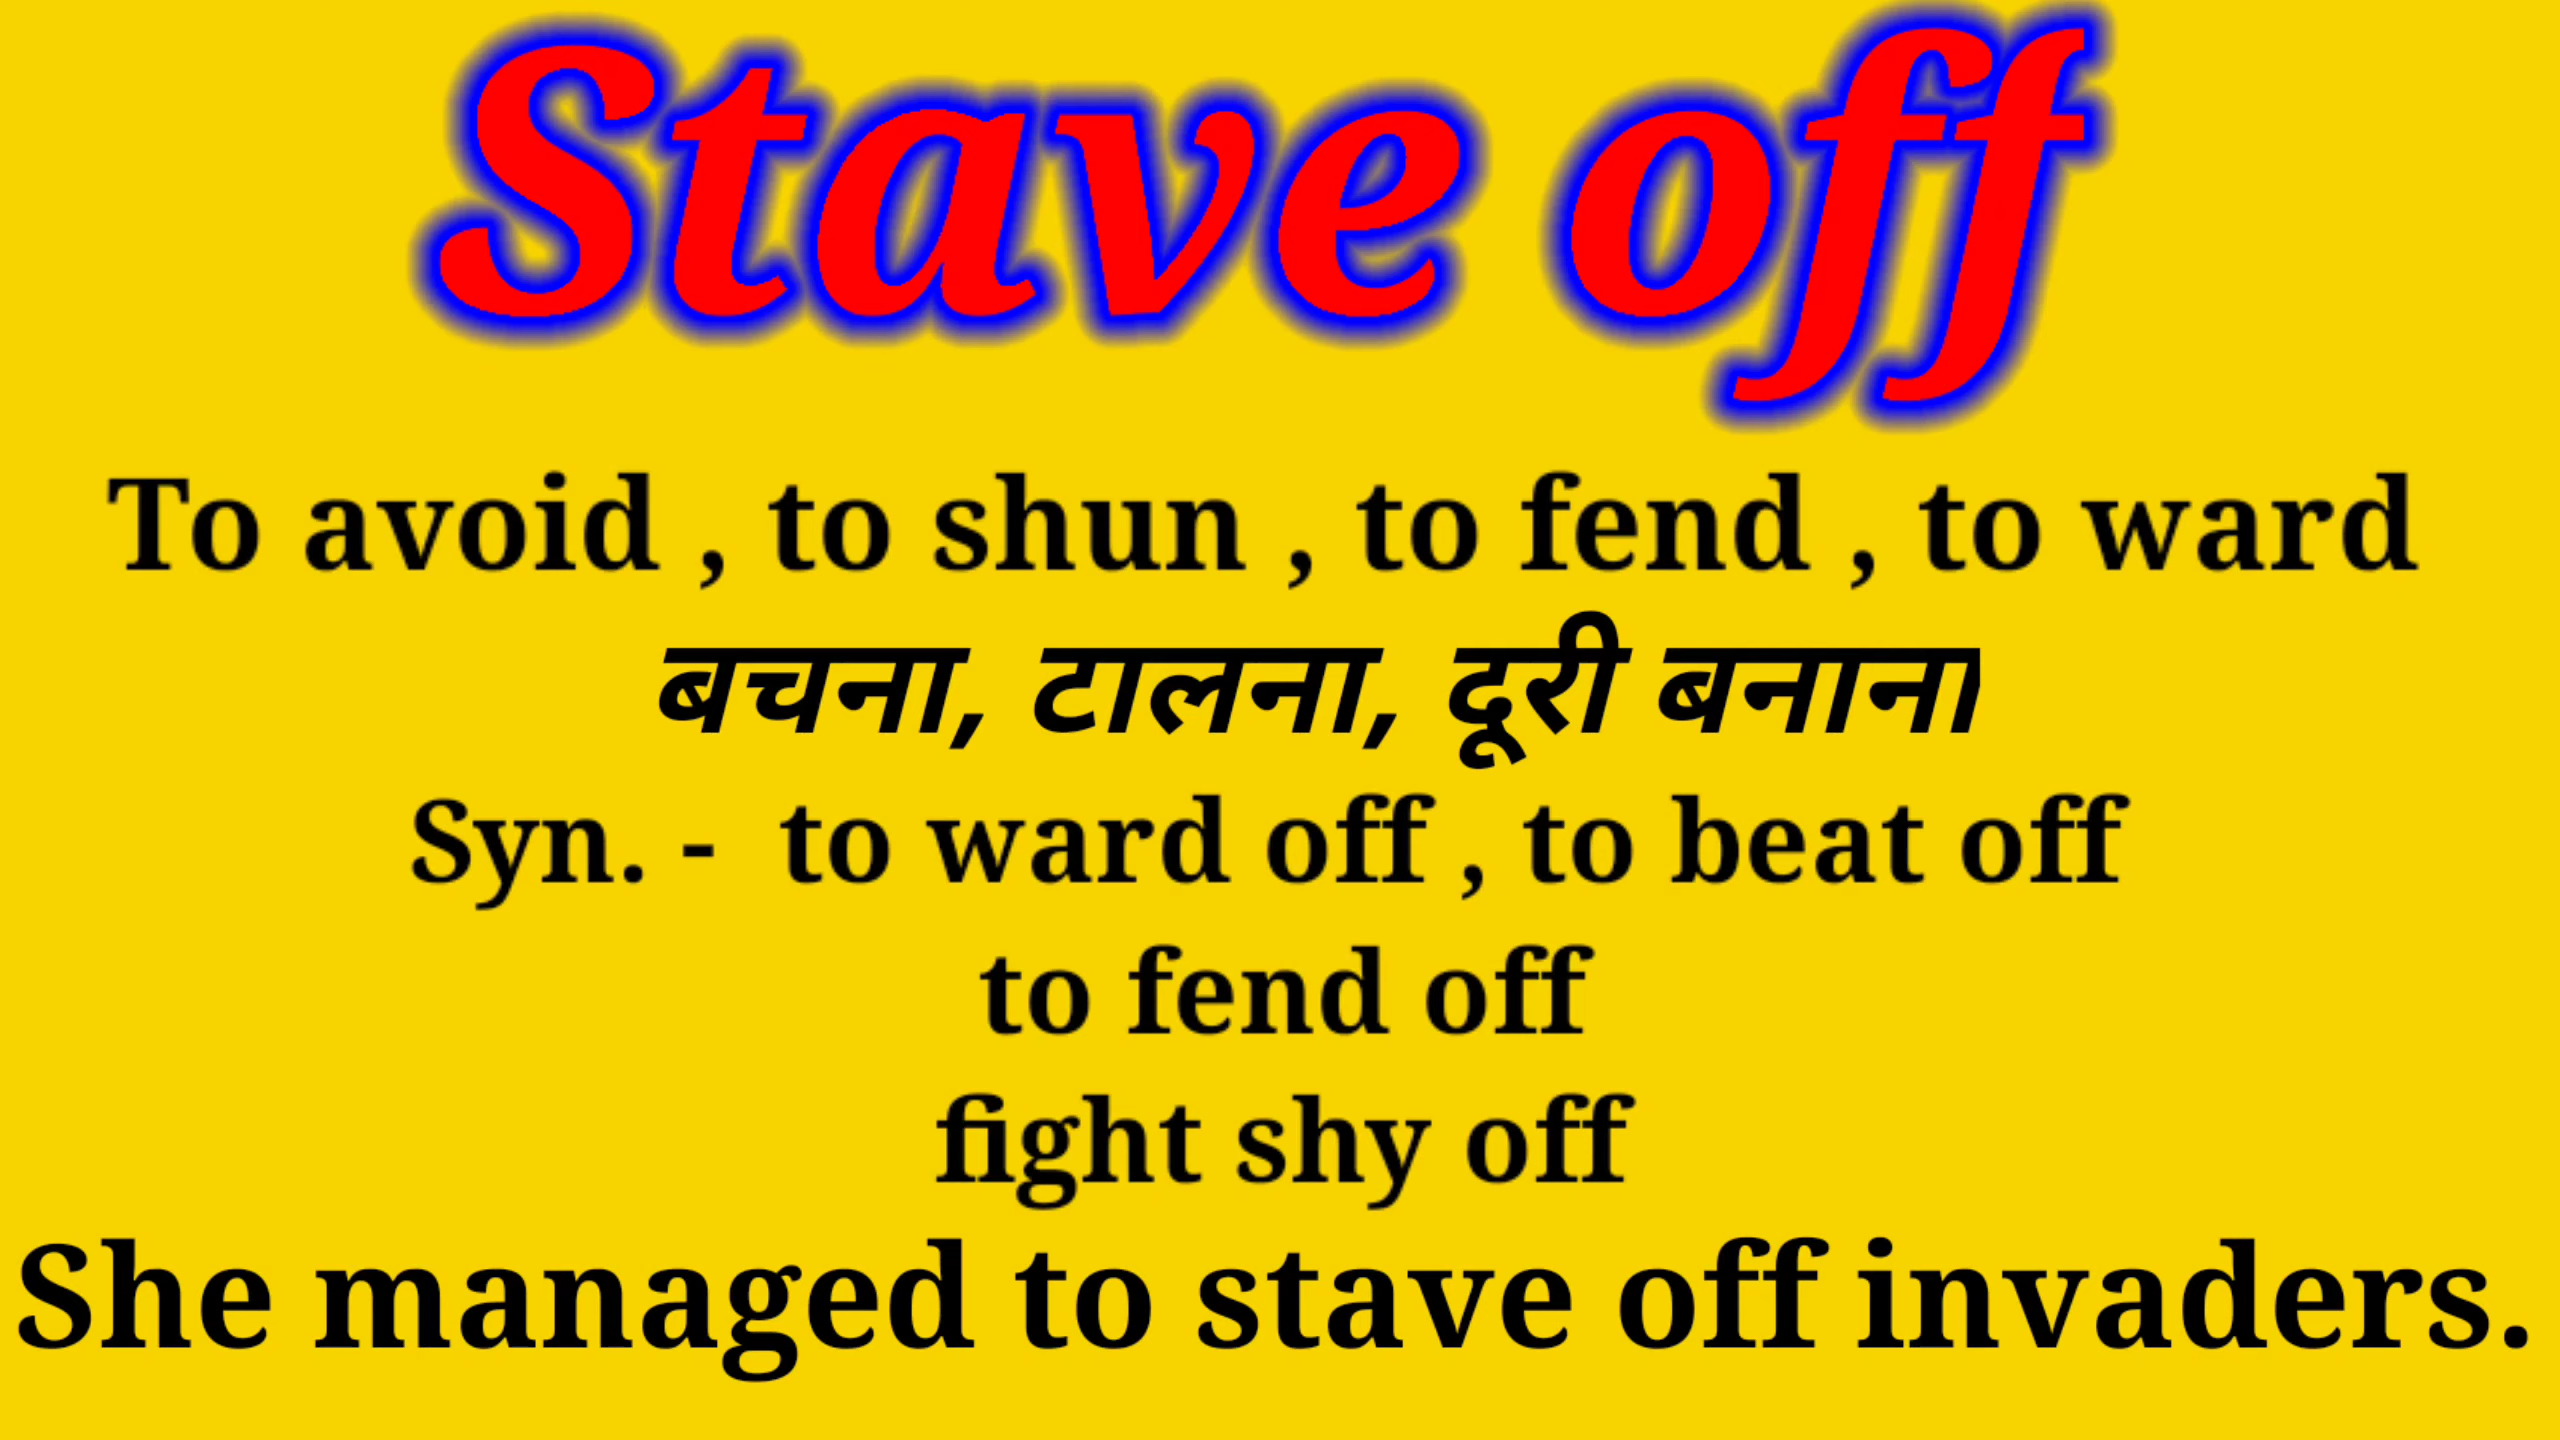 Stave off
To avoid , to shun , to fend , to ward
बचना, टालना, दूरी बनाना
Syn. - to ward off , to beat off
to fend off
fight shy off
She managed to stave off invaders.